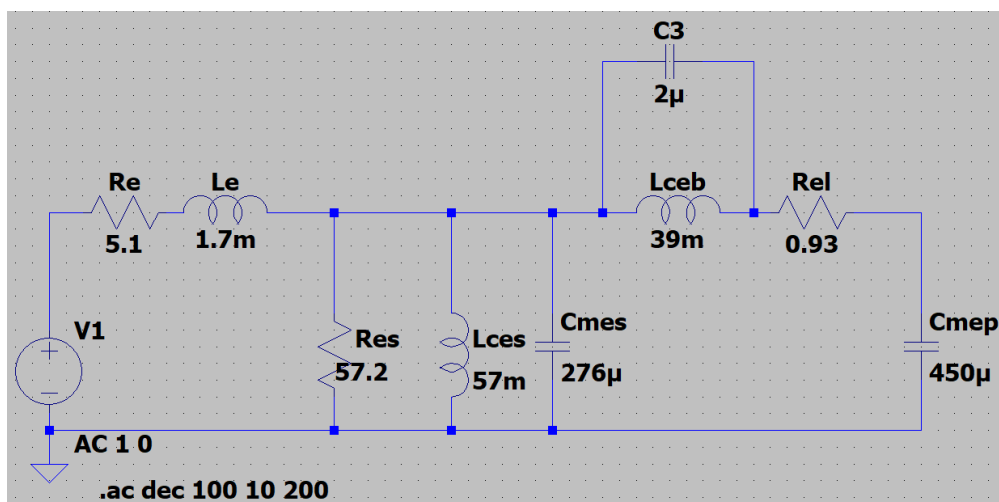 C3
2µ
Re
Le
Lceb
Rel
5.1
1.7m
39m
0.93
V1
Res
Lces
Cmes
Cmep
57.2
57m
276µ
450µ
AC 1 0
.ac dec 100 10 200